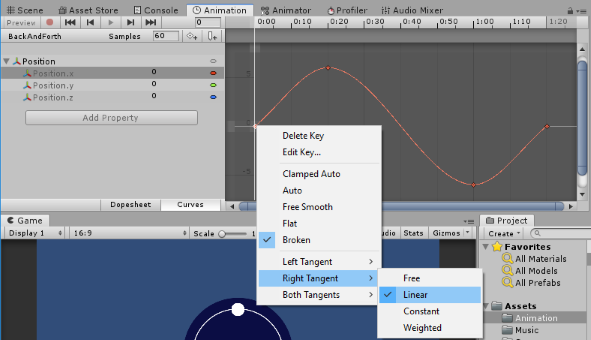 Scene Asset Store Console Animation Animator Profiler Audio Mixer
Preview 0 0:00 0:10 0:20 0:30 0:40 0:50 1:00 1:10 1:20
BackAndForth Samples 60
Position
Position.x 0
Position.y 0
Position.z 0
Add Property
Dopesheet Curves
Delete Key
Edit Key...
Clamped Auto
Auto
Free Smooth
Flat
Broken
Left Tangent
Right Tangent
Both Tangents
Free
Linear
Constant
Weighted
Game
Display 1 16:9 Scale Stats Gizmos
Project
Create
Favorites
All Materials
All Models
All Prefabs
Assets
Animation
Music